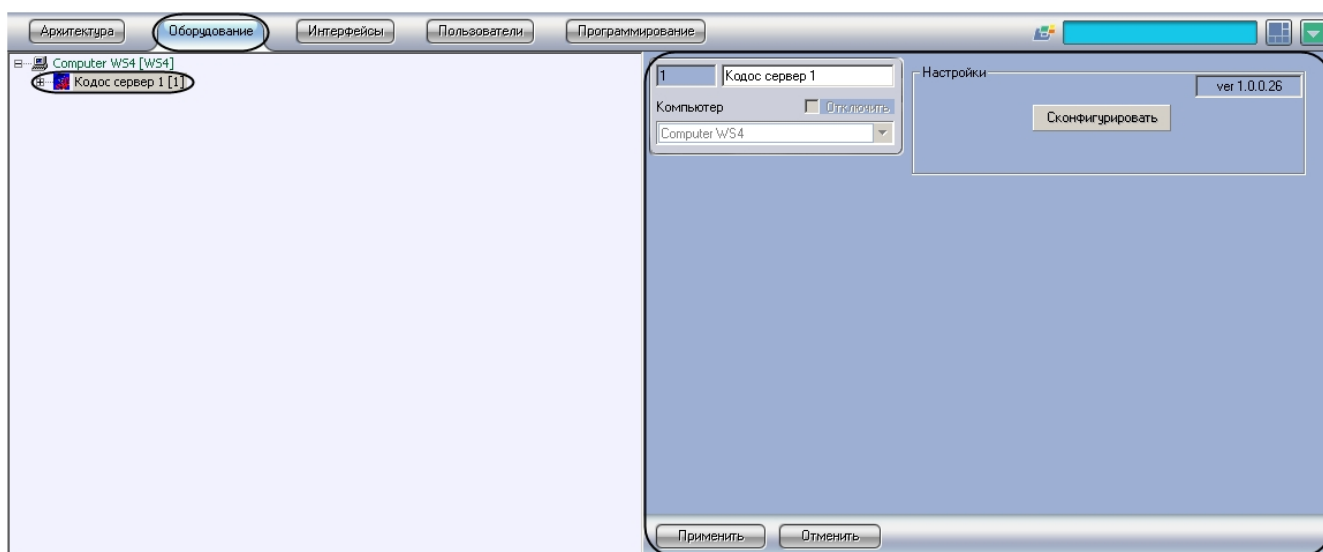 Архитектура Оборудование Интерфейсы Пользователи Программирование
Computer WS4 [WS4]
Кодос сервер 1 [1]
1 Кодос сервер 1
Компьютер Отключить
Computer WS4
Настройки
ver 1.0.0.26
Сконфигурировать
Применить Отменить